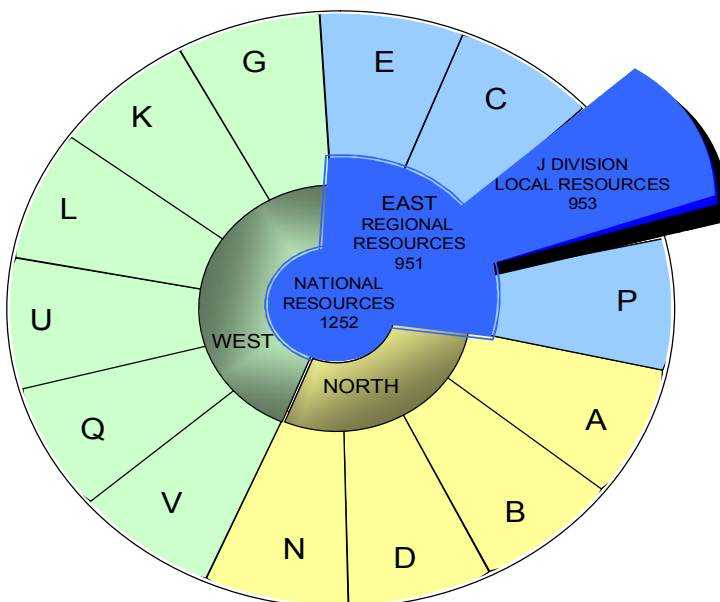 G
E
C
K
J DIVISION
LOCAL RESOURCES
953
L
EAST
REGIONAL
RESOURCES
951
NATIONAL
RESOURCES
1252
U
P
WEST
NORTH
A
Q
V
B
N
D